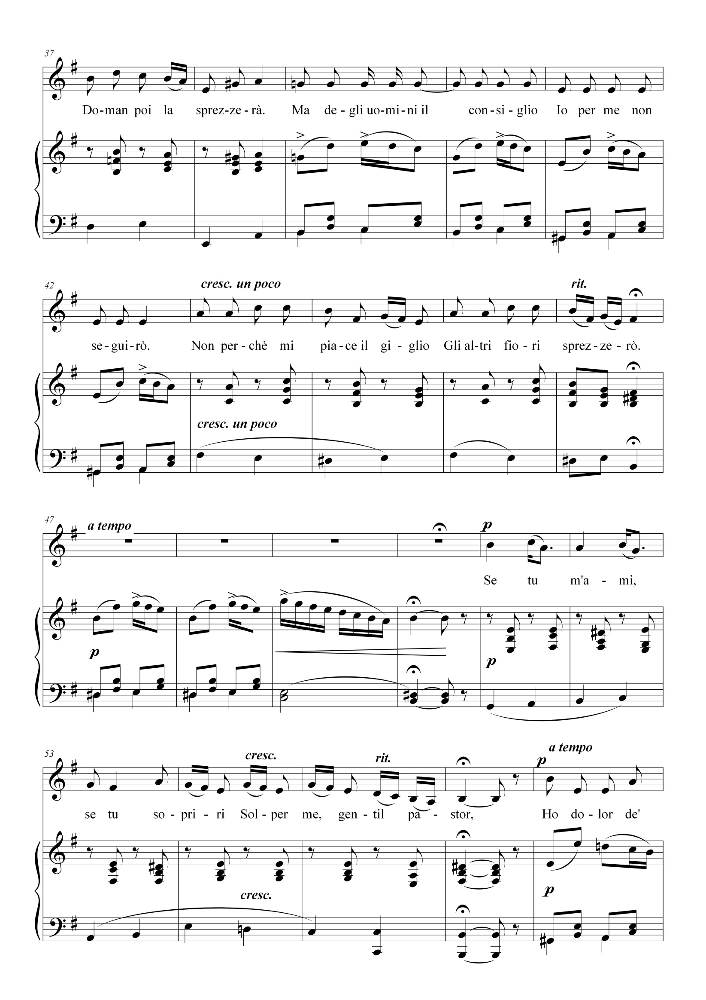 37
Do-man poi la sprez-ze-rà. Ma de-gli uo-mi-ni il con-si-glio Io per me non
42
cresc. un poco rit.
se-gui-rò. Non per-chè mi pia-ce il gi-glio Gli al-tri fio-ri sprez-ze-rò.
cresc. un poco
47
a tempo p
Se tu m'a-mi,
p p
53
cresc. rit. p a tempo
se tu so-pri-ri Sol-per me, gen-til pa-stor, Ho do-lor de'
cresc. p